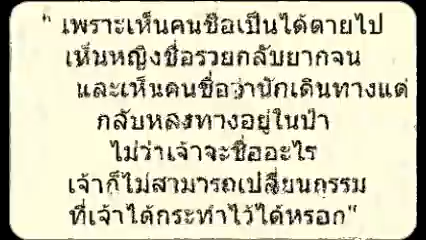 " เพราะเห็นคนชื่อเป็นได้ตายไป
เห็นหญิงชื่อรวยกลับยากจน
และเห็นคนชื่อว่านักเดินทางแต่
กลับหลงทางอยู่ในป่า
ไม่ว่าเจ้าจะชื่ออะไร
เจ้าก็ไม่สามารถเปลี่ยนกรรม
ที่เจ้าได้กระทำไว้ได้หรอก"